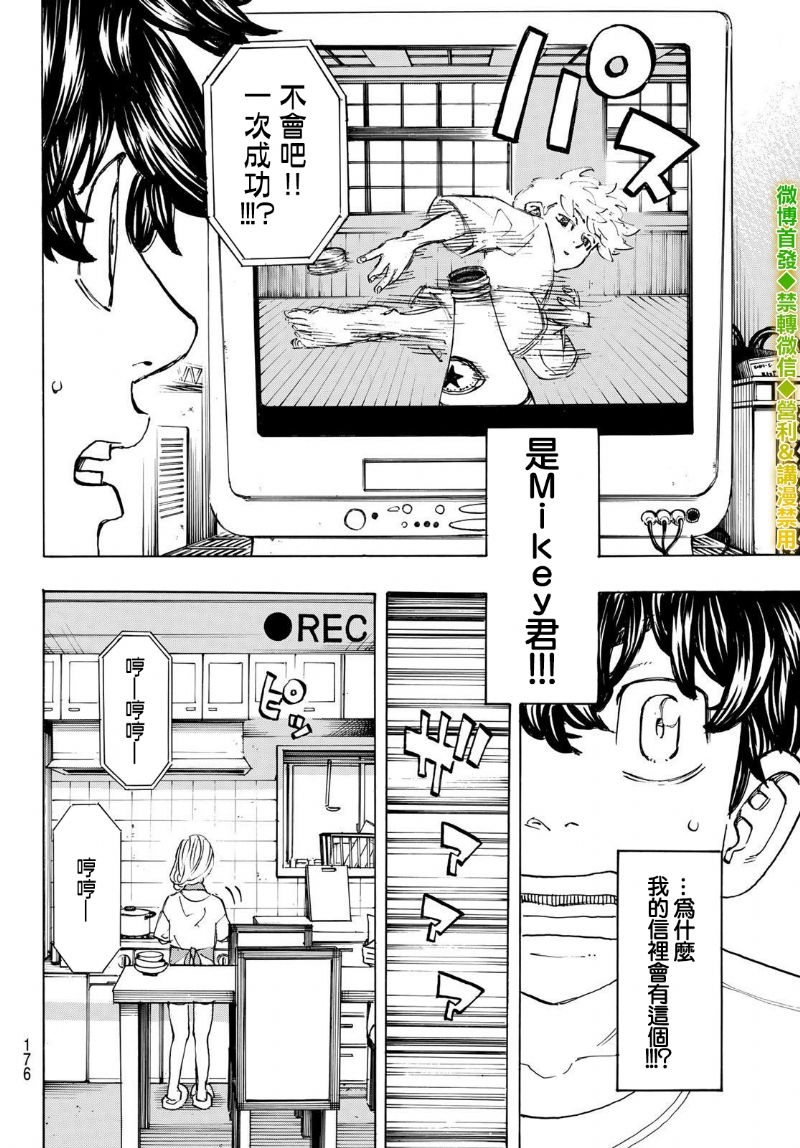 パパス
不會吧!!
一次成功
!!!?
是Mikey君!!!
…為什麼
我的信裡會有這個!!!?
ザァァァ
●REC
ピッ
哼—哼哼—
哼哼—
176
微博首發◆禁轉微信◆營利&講漫禁用